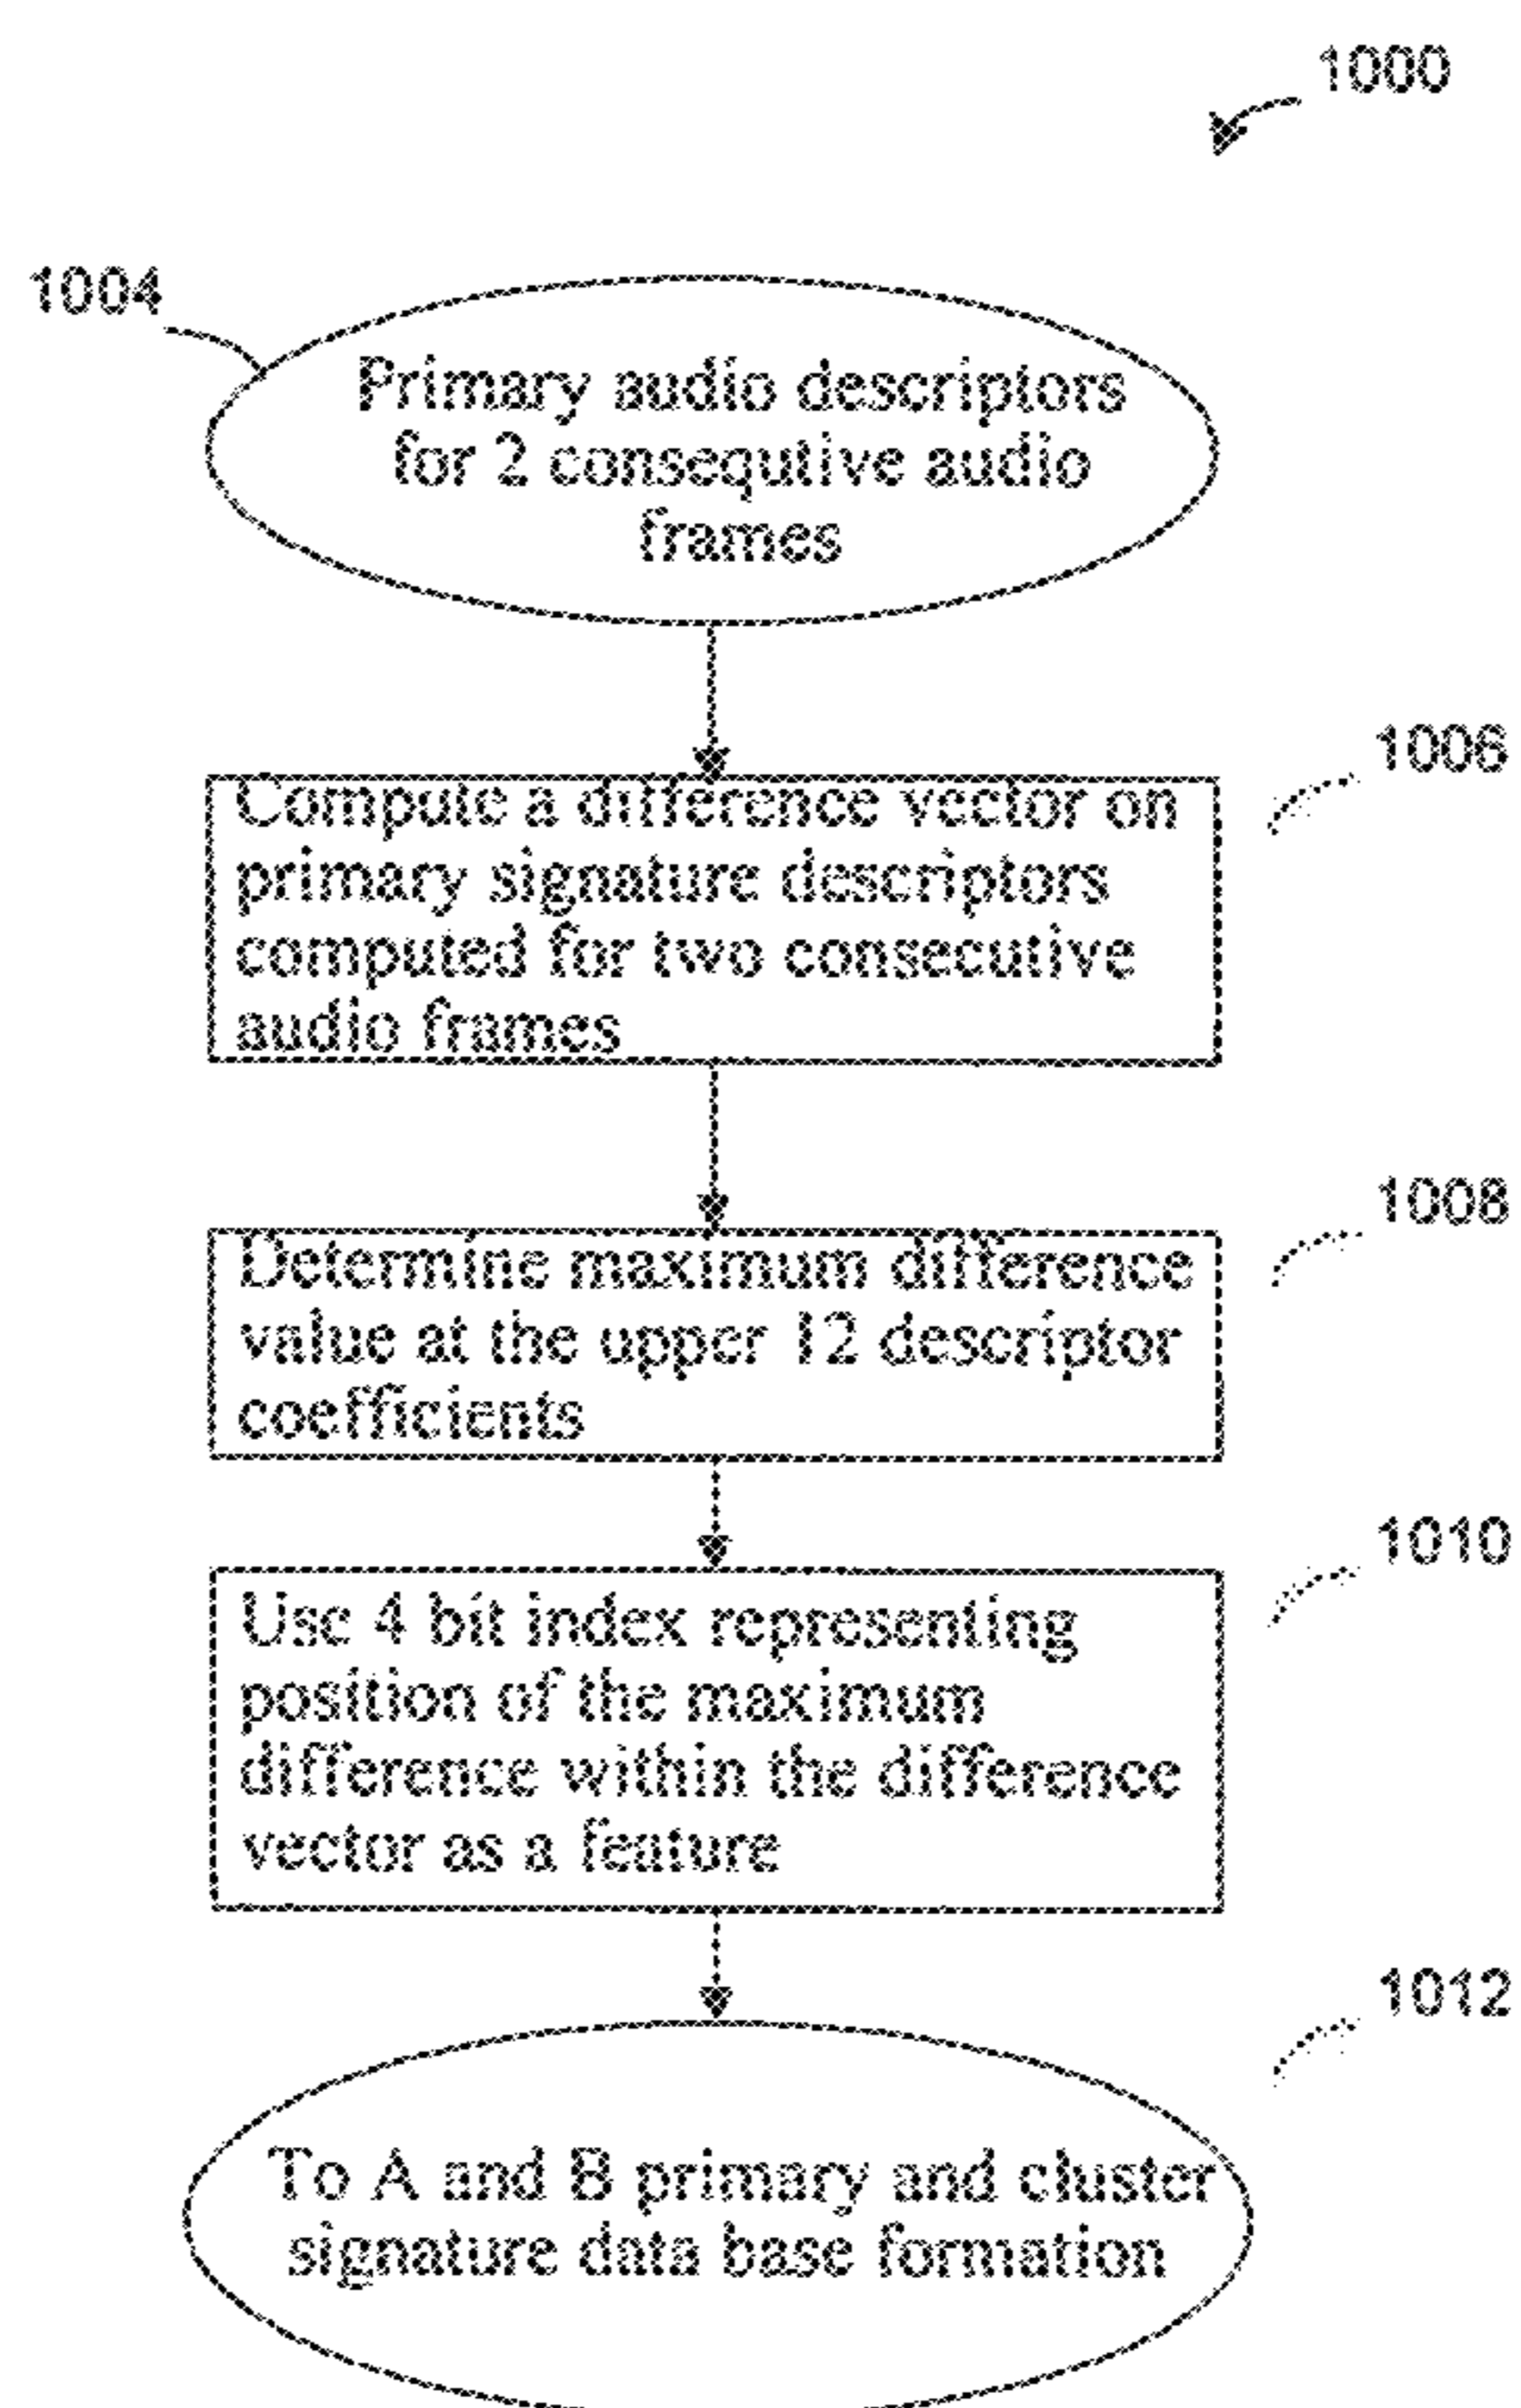 1000
1004
Primary audio descriptors
for 2 consequtive audio
frames
1006
Compute a difference vector on
primary signature descriptors
computed for two consecutive
audio frames
1008
Determine maximum difference
value at the upper 12 descriptor
coefficients
1010
Use 4 bit index representing
position of the maximum
difference within the difference
vector as a feature
1012
To A and B primary and cluster
signature data base formation